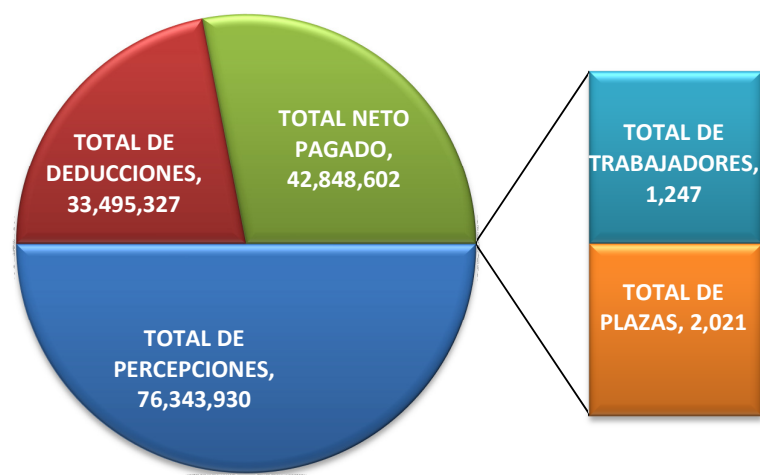 TOTAL DE
DEDUCCIONES,
33,495,327
TOTAL NETO
PAGADO,
42,848,602
TOTAL DE
PERCEPCIONES,
76,343,930
TOTAL DE
TRABAJADORES,
1,247
TOTAL DE
PLAZAS, 2,021